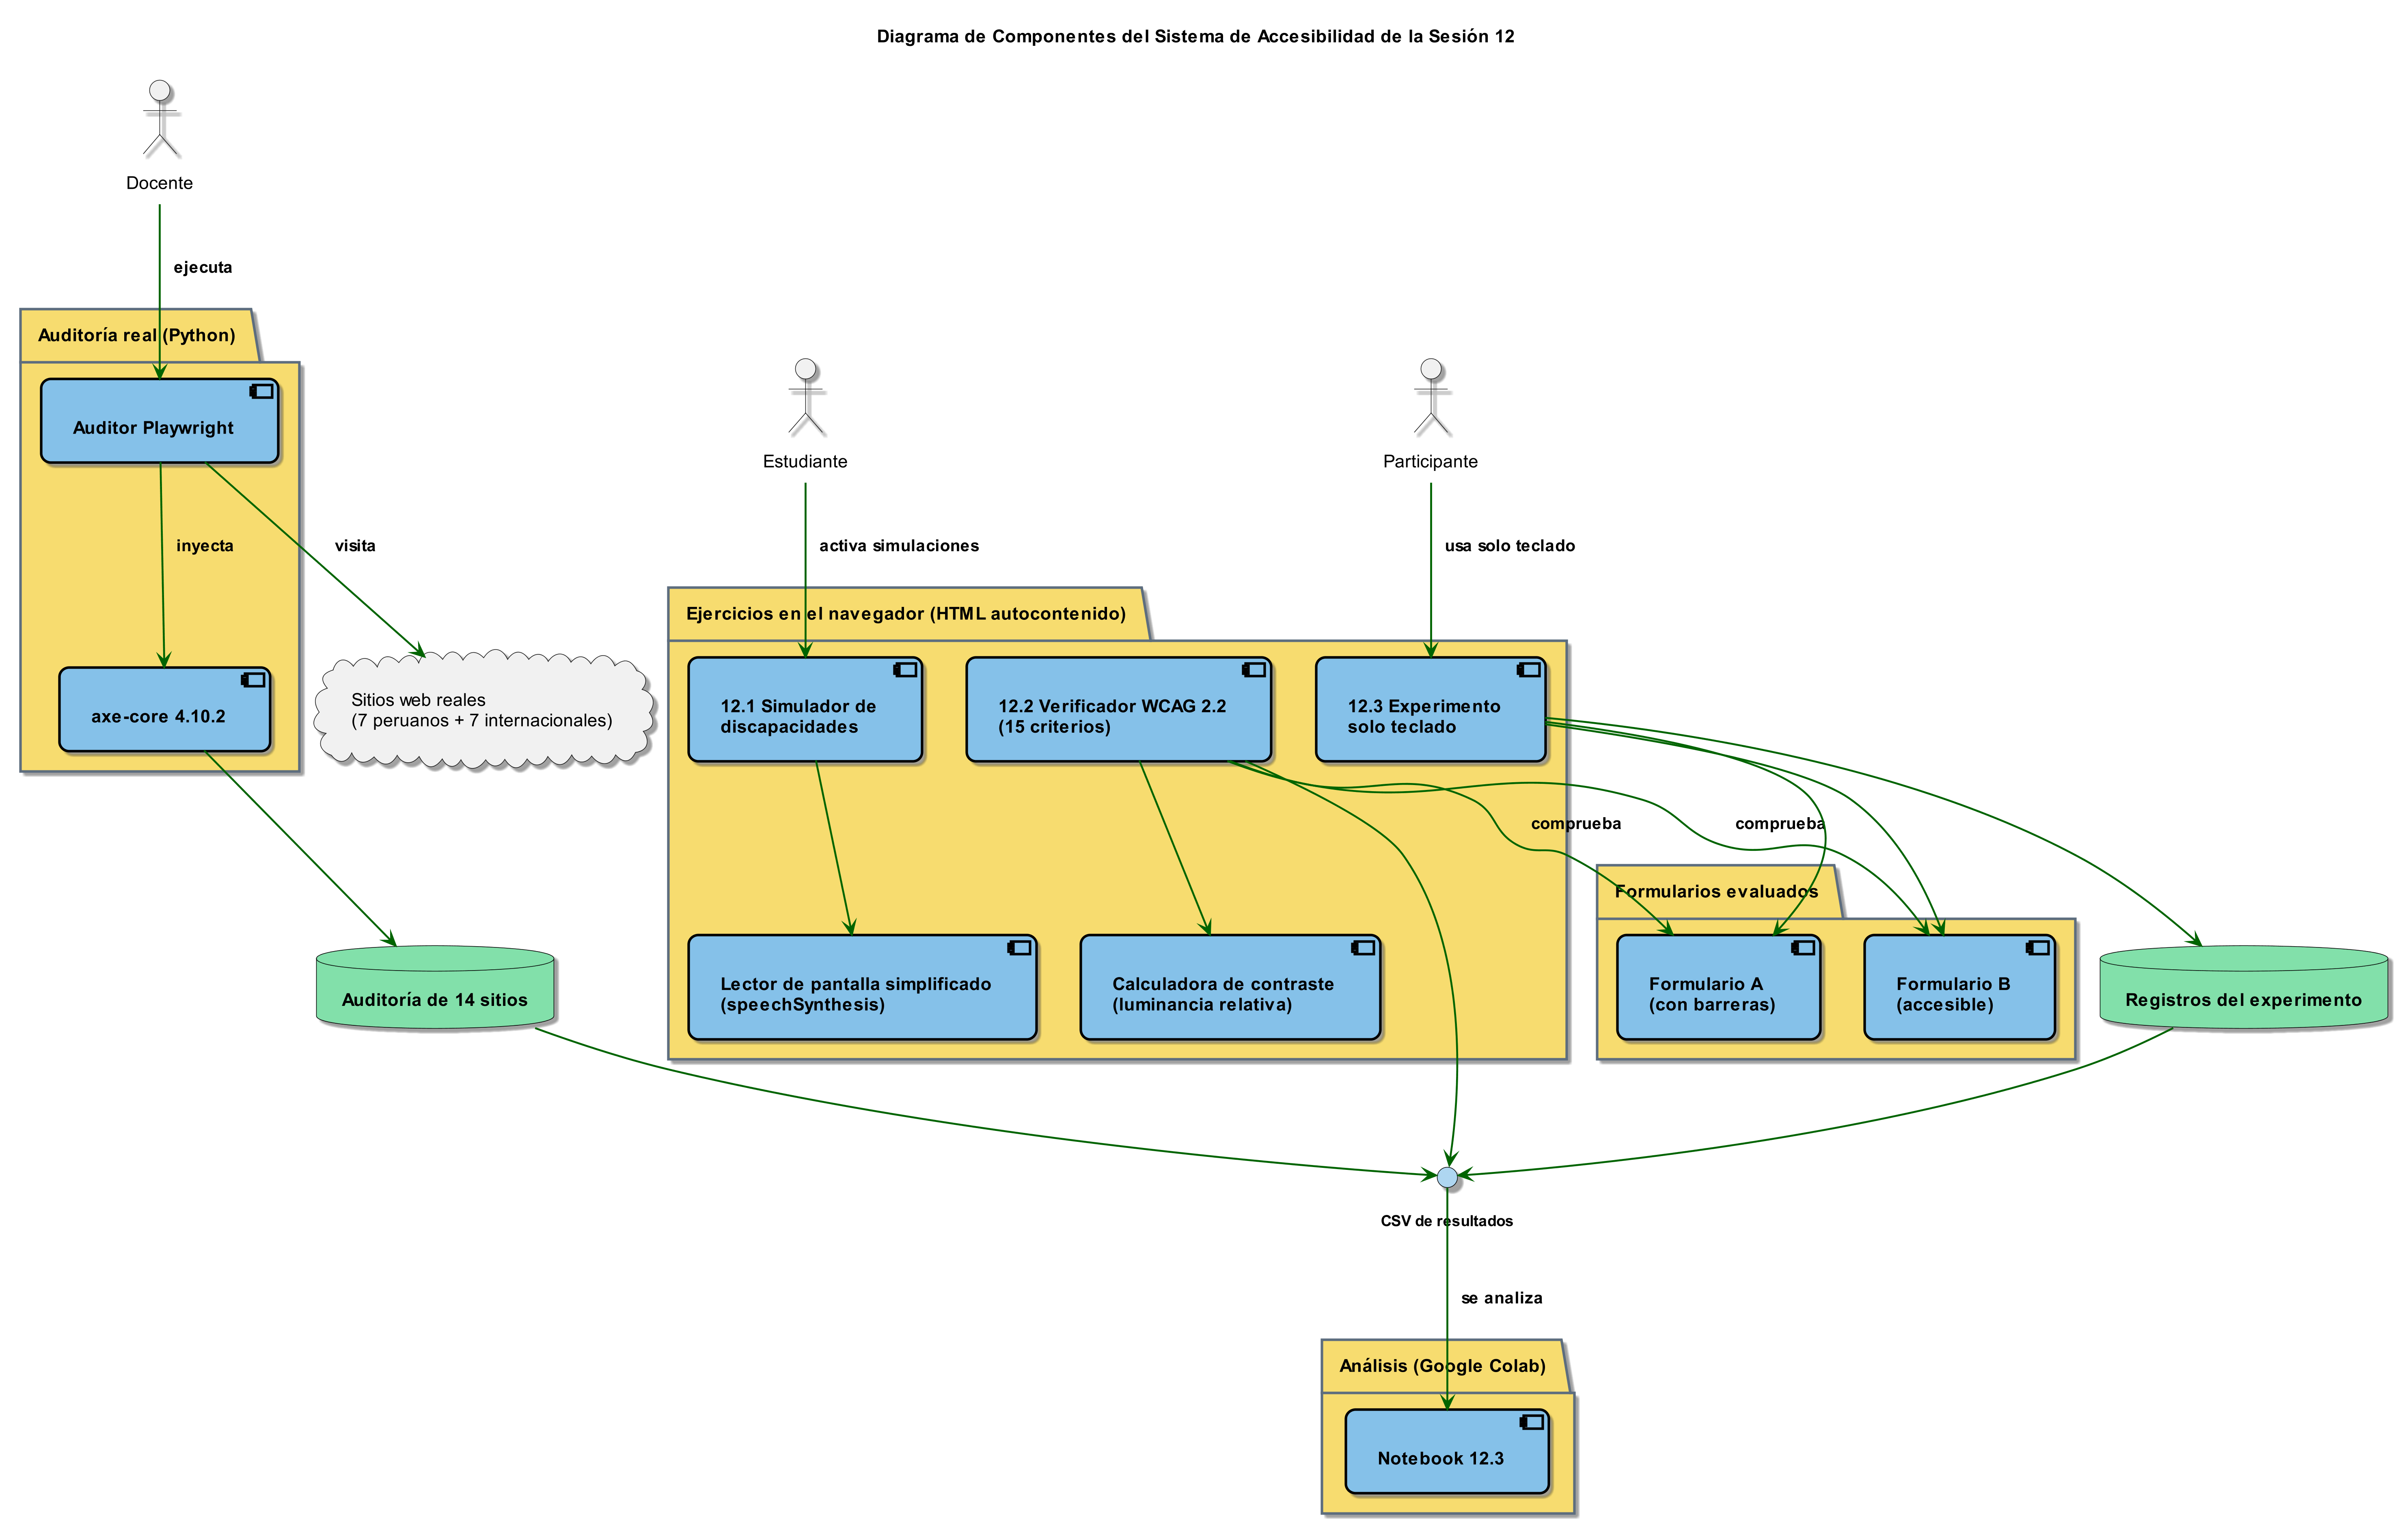 Diagrama de Componentes del Sistema de Accesibilidad de la Sesión 12
Docente
ejecuta
Auditoría real (Python)
Auditor Playwright
inyecta
visita
axe-core 4.10.2
Sitios web reales
(7 peruanos + 7 internacionales)
Auditoría de 14 sitios
Estudiante
activa simulaciones
Participante
usa solo teclado
Ejercicios en el navegador (HTML autocontenido)
12.1 Simulador de
discapacidades
12.2 Verificador WCAG 2.2
(15 criterios)
12.3 Experimento
solo teclado
comprueba
comprueba
Lector de pantalla simplificado
(speechSynthesis)
Calculadora de contraste
(luminancia relativa)
Formularios evaluados
Formulario A
(con barreras)
Formulario B
(accesible)
Registros del experimento
CSV de resultados
se analiza
Análisis (Google Colab)
Notebook 12.3